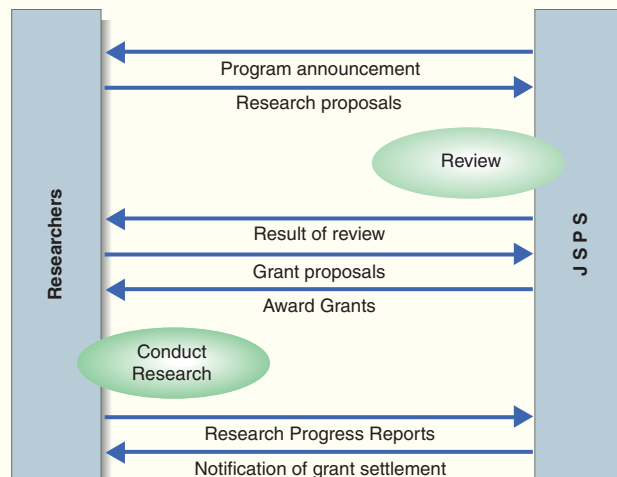 Program announcement
Research proposals
Review
Researchers
J S P S
Result of review
Grant proposals
Award Grants
Conduct
Research
Research Progress Reports
Notification of grant settlement